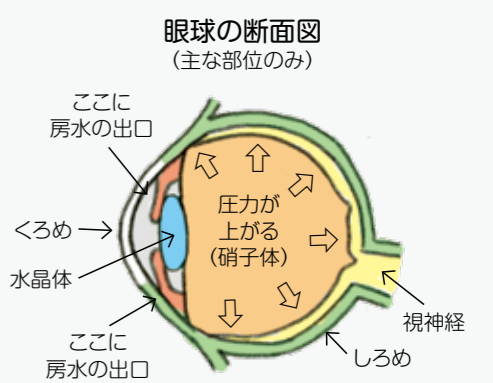 眼球の断面図
（主な部位のみ）
ここに
房水の出口
圧力が
上がる
（硝子体）
くろめ
水晶体
ここに
房水の出口
視神経
しろめ